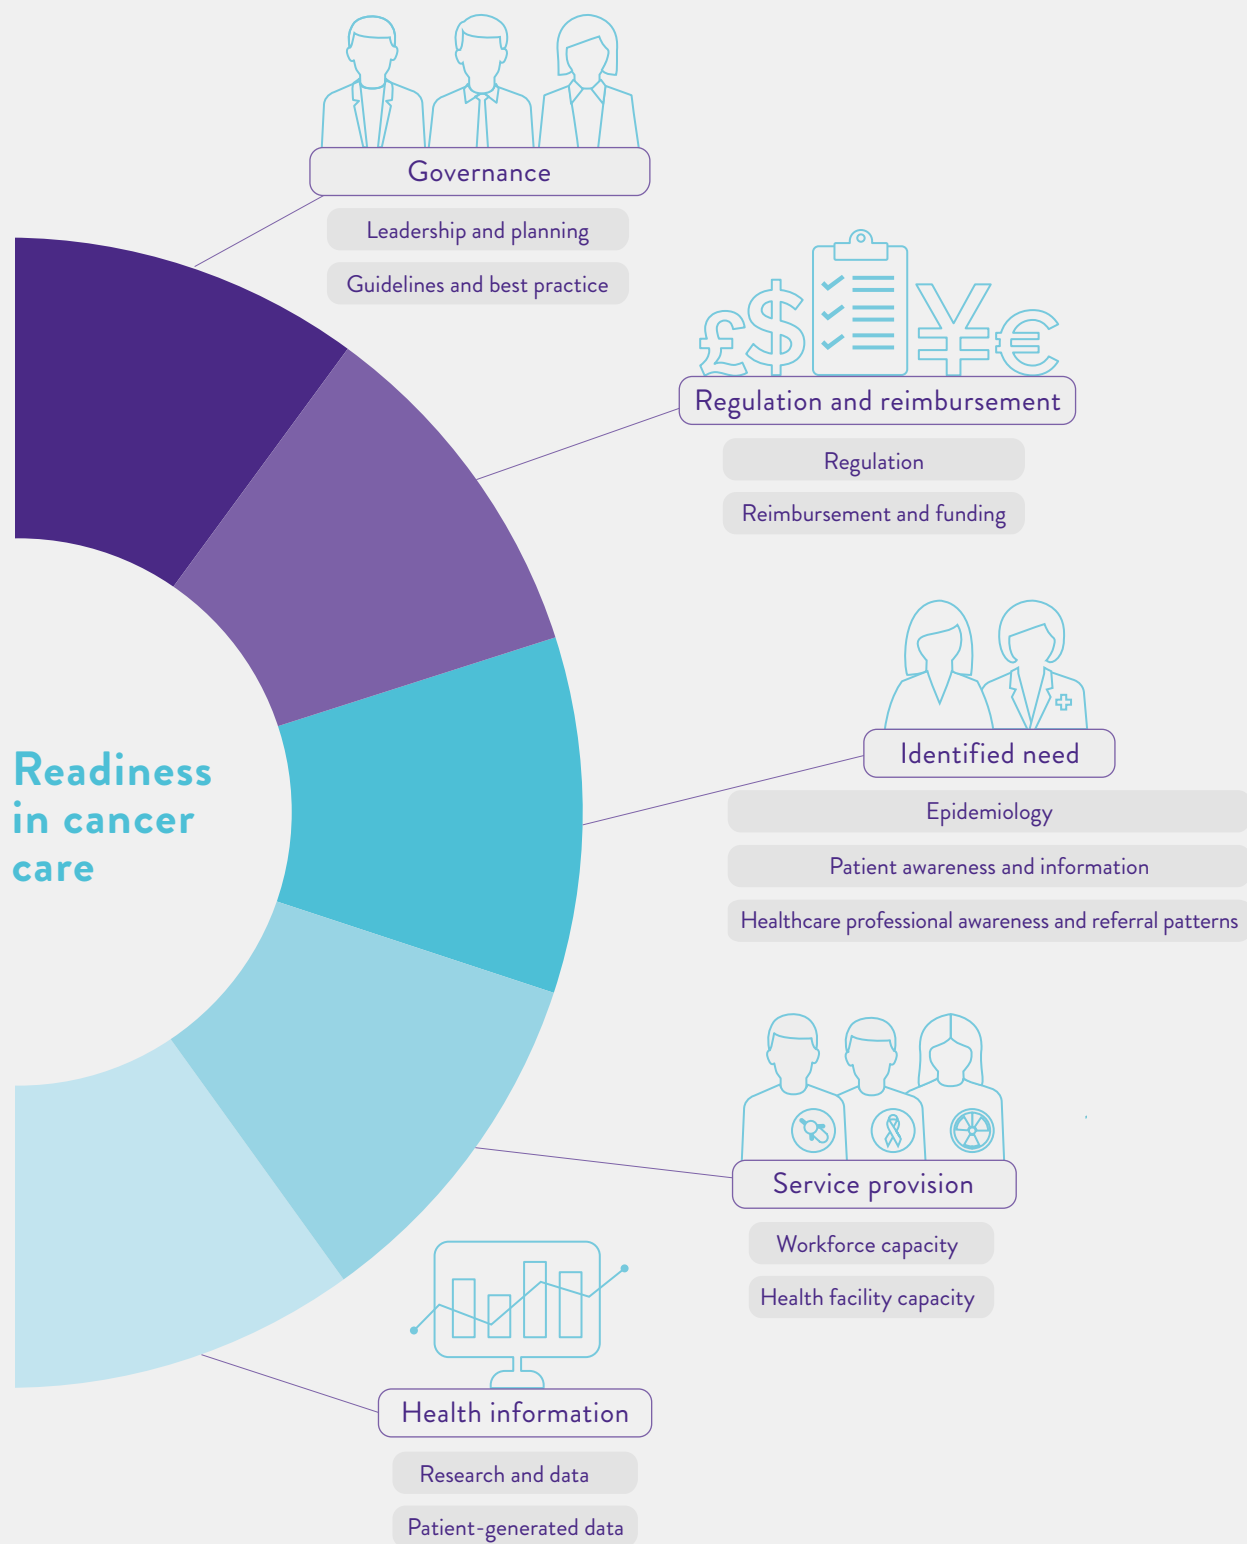 Governance
Leadership and planning
Guidelines and best practice
Regulation and reimbursement
Regulation
Reimbursement and funding
Readiness
in cancer
care
Identified need
Epidemiology
Patient awareness and information
Healthcare professional awareness and referral patterns
Service provision
Workforce capacity
Health facility capacity
Health information
Research and data
Patient-generated data